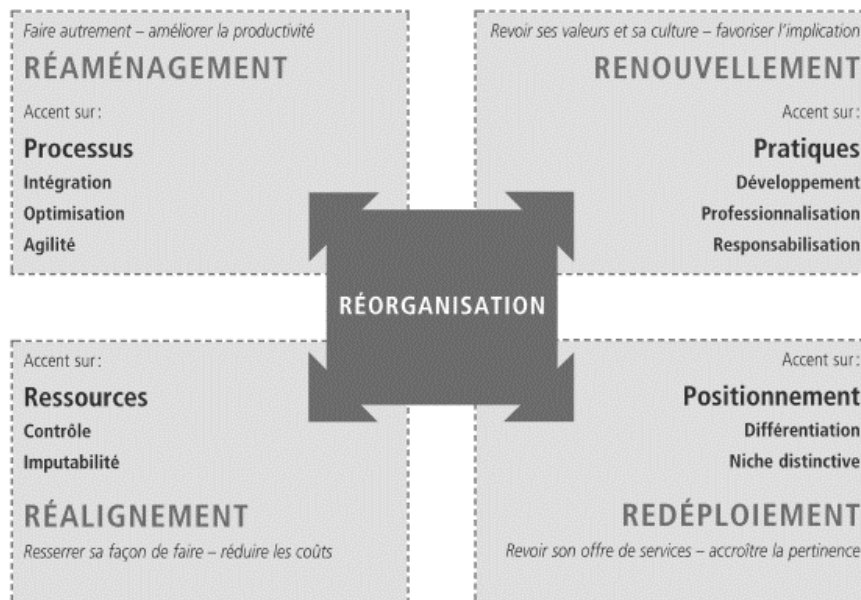 Faire autrement – améliorer la productivité
RÉAMÉNAGEMENT
Accent sur :
Processus
Intégration
Optimisation
Agilité
Revoir ses valeurs et sa culture – favoriser l'implication
RENOUVELLEMENT
Accent sur :
Pratiques
Développement
Professionnalisation
Responsabilisation
RÉORGANISATION
Accent sur :
Ressources
Contrôle
Imputabilité
RÉALIGNEMENT
Resserrer sa façon de faire – réduire les coûts
Accent sur :
Positionnement
Différentiation
Niche distinctive
REDÉPLOIEMENT
Revoir son offre de services – accroître la pertinence